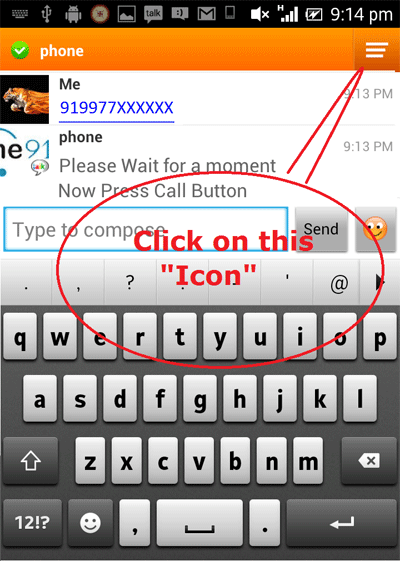 talk H 9:14 pm
phone
Me
9:13 PM
919977XXXXXX
phone
9:13 PM
ne91
Please Wait for a moment
Now Press Call Button
Type to compose
Send
Click on this
"Icon"
. , ? ! - ' @
q w e r t y u i o p
a s d f g h j k l
z x c v b n m
12!? , .